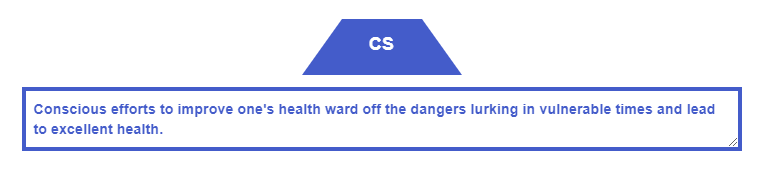 CS
Conscious efforts to improve one's health ward off the dangers lurking in vulnerable times and lead
to excellent health.